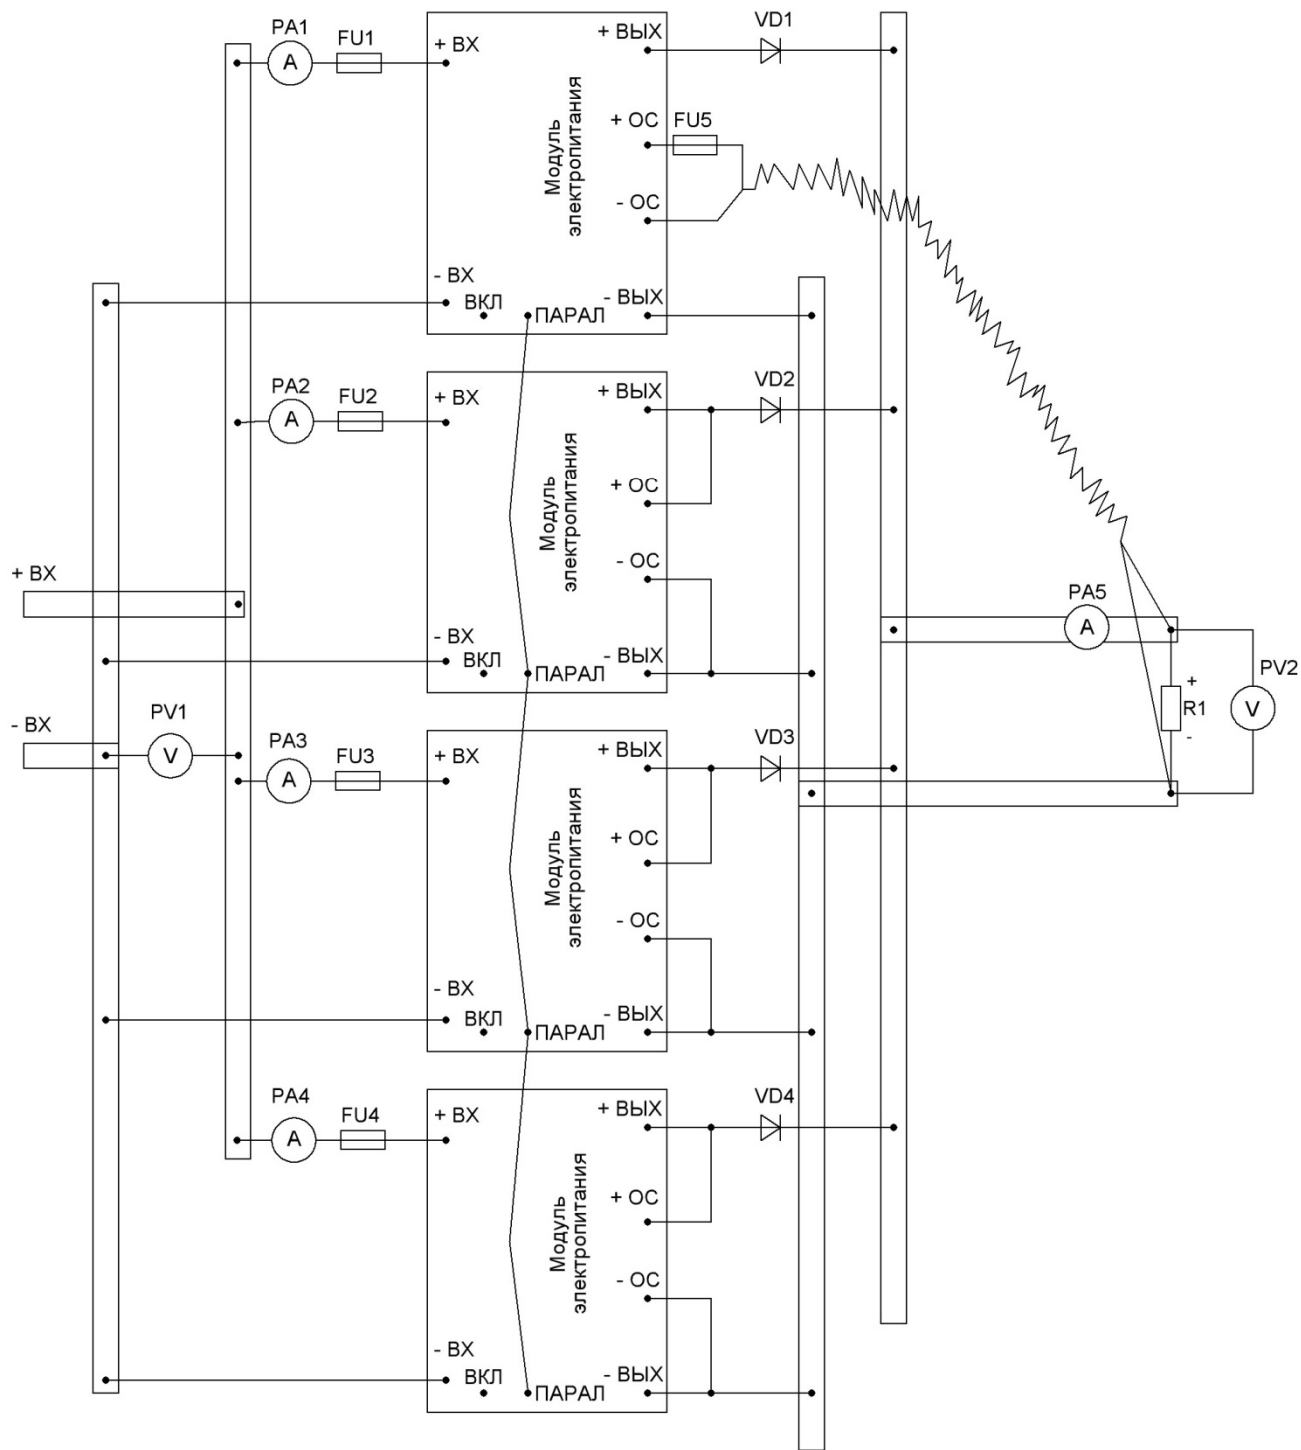 PA1
FU1
A
+ ВХ
+ ВЫХ
VD1
+ ОС
FU5
Модуль
электропитания
- ОС
- ВХ
ВКЛ
ПАРАЛ
- ВЫХ
PA2
FU2
A
+ ВХ
+ ВЫХ
VD2
+ ОС
Модуль
электропитания
- ОС
- ВХ
ВКЛ
ПАРАЛ
- ВЫХ
+ ВХ
- ВХ
PV1
V
PA5
A
+
R1
-
PV2
V
PA3
FU3
A
+ ВХ
+ ВЫХ
VD3
+ ОС
Модуль
электропитания
- ОС
- ВХ
ВКЛ
ПАРАЛ
- ВЫХ
PA4
FU4
A
+ ВХ
+ ВЫХ
VD4
+ ОС
Модуль
электропитания
- ОС
- ВХ
ВКЛ
ПАРАЛ
- ВЫХ